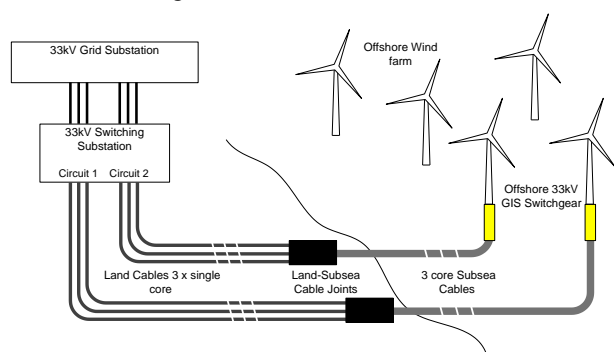 33kV Grid Substation
Offshore Wind
farm
33kV Switching
Substation
Circuit 1 Circuit 2
Offshore 33kV
GIS Switchgear
Land Cables 3 x single
core
Land-Subsea
Cable Joints
3 core Subsea
Cables